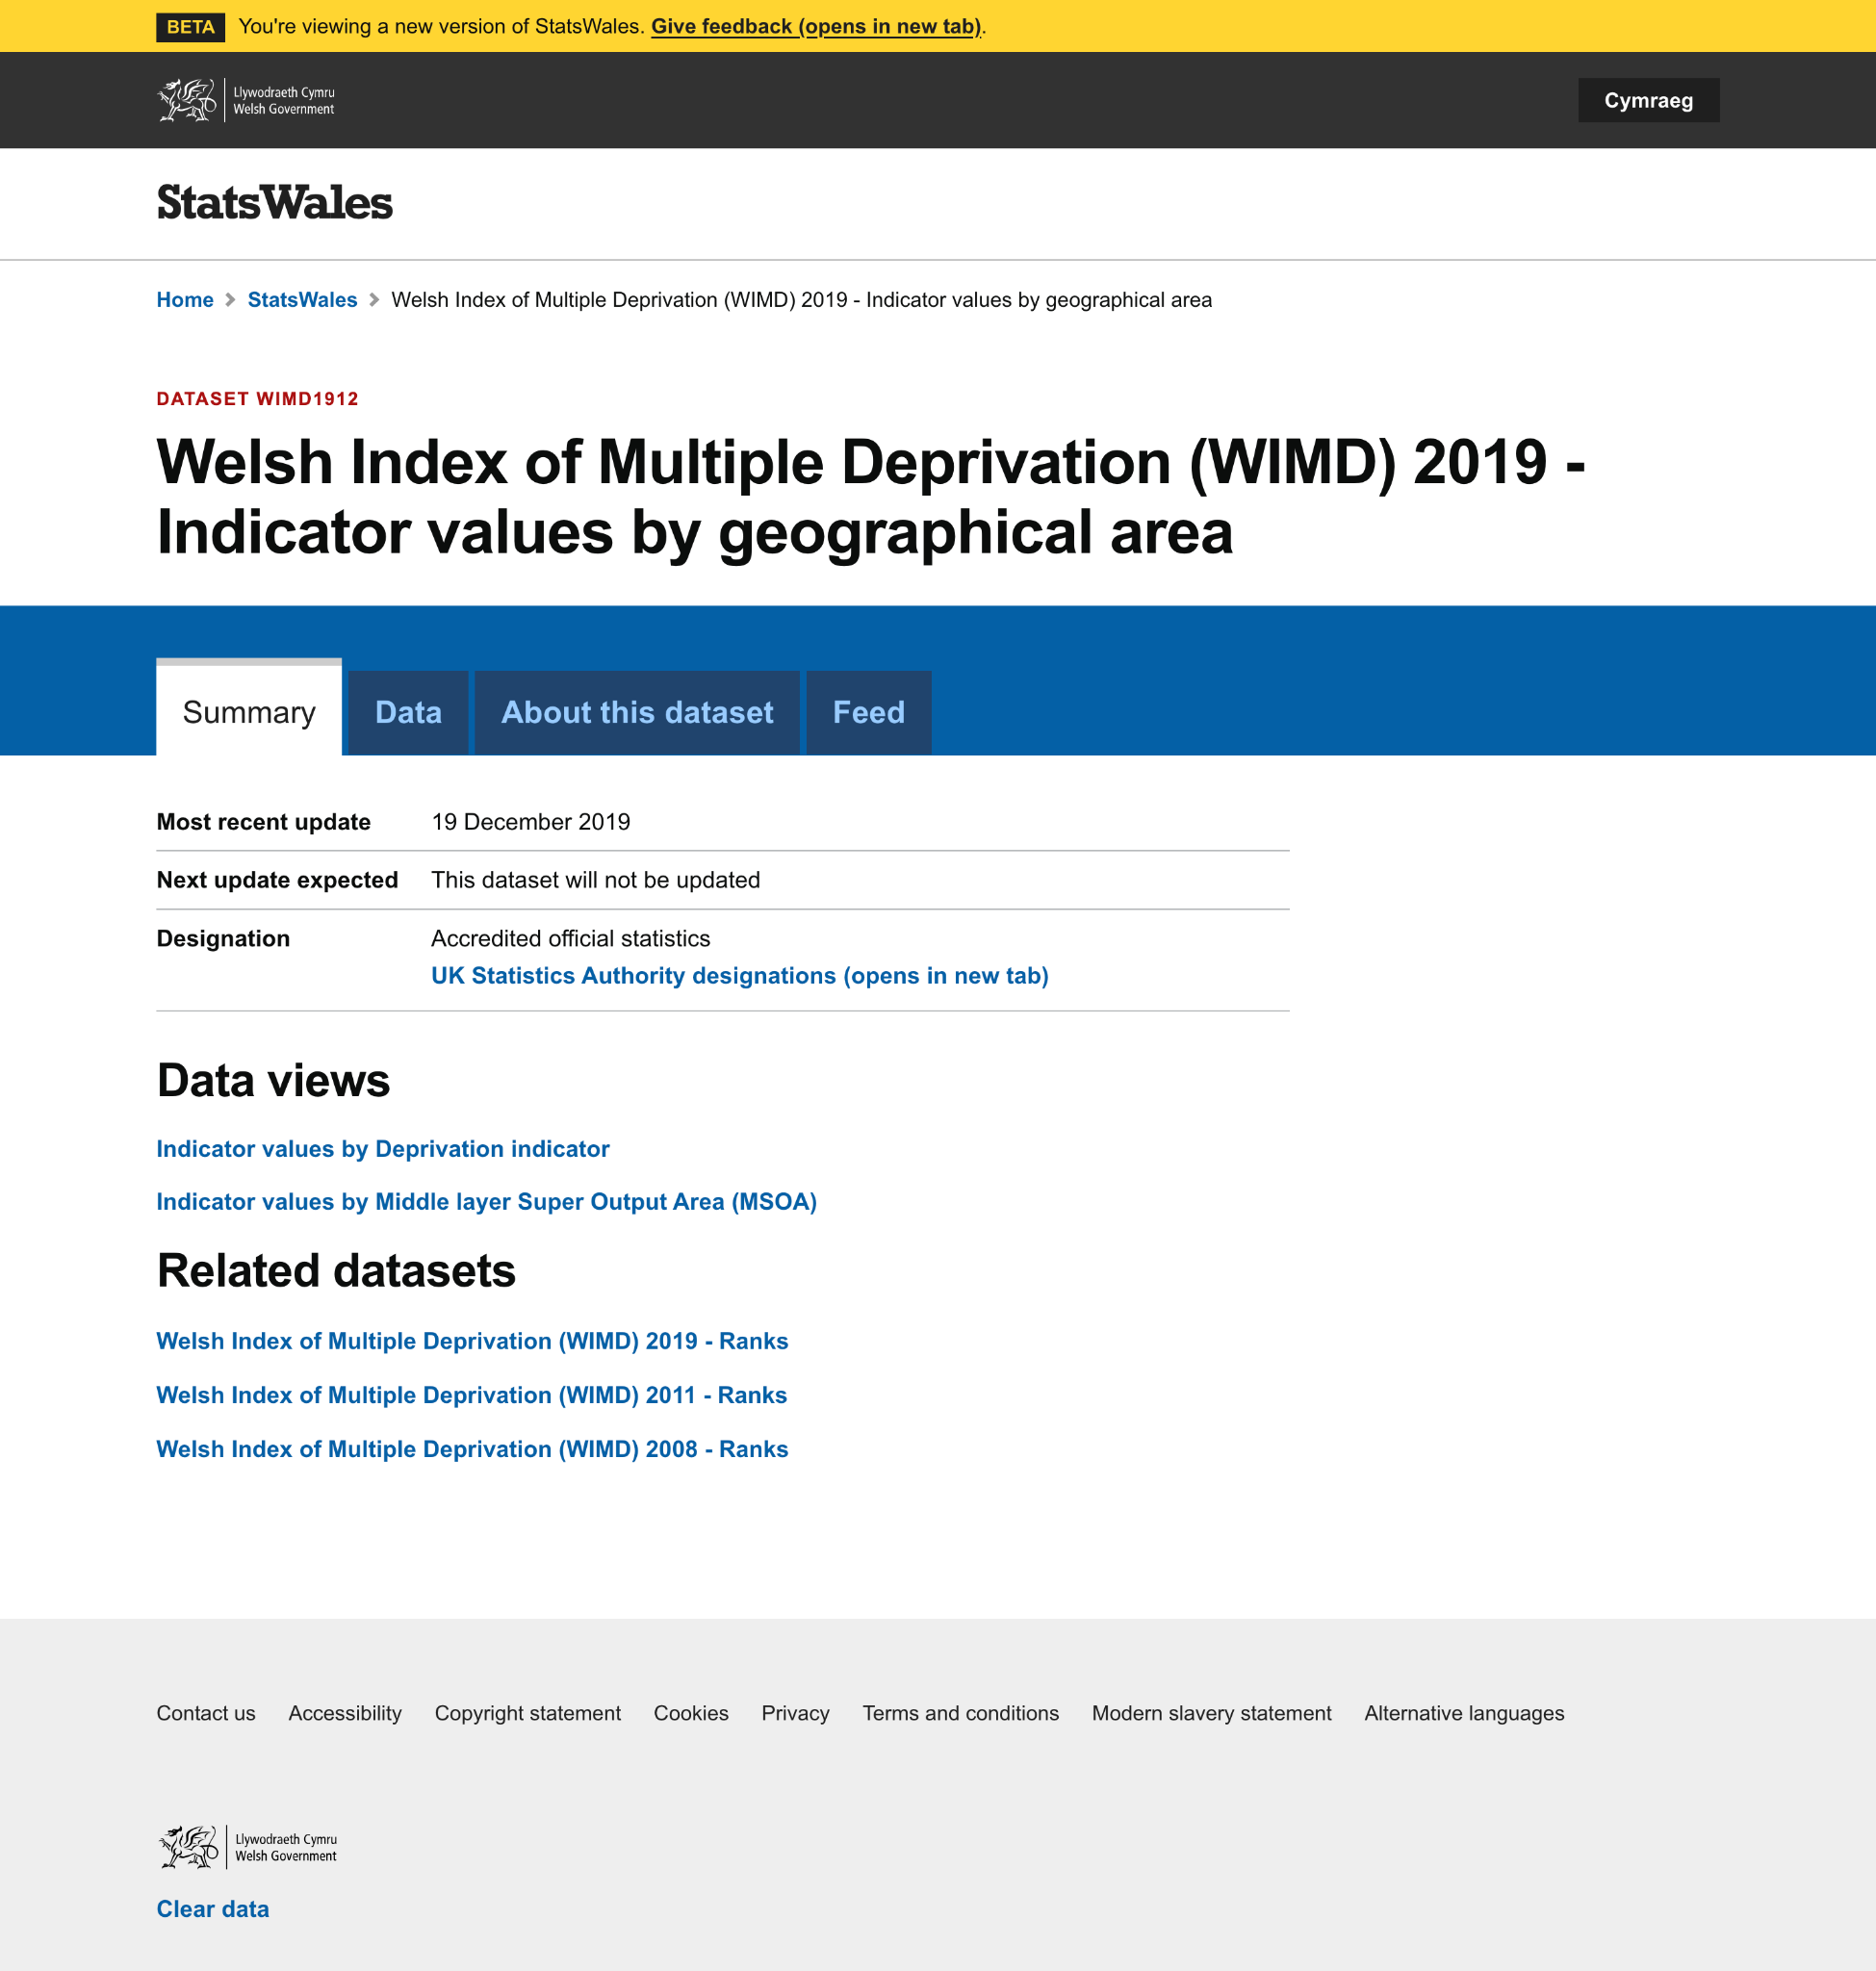 BETA You're viewing a new version of StatsWales. Give feedback (opens in new tab).
Llywodraeth Cymru
Welsh Government
Cymraeg
StatsWales
Home StatsWales Welsh Index of Multiple Deprivation (WIMD) 2019 - Indicator values by geographical area
DATASET WIMD1912
Welsh Index of Multiple Deprivation (WIMD) 2019 -
Indicator values by geographical area
Summary Data About this dataset Feed
Most recent update 19 December 2019
Next update expected This dataset will not be updated
Designation Accredited official statistics
UK Statistics Authority designations (opens in new tab)
Data views
Indicator values by Deprivation indicator
Indicator values by Middle layer Super Output Area (MSOA)
Related datasets
Welsh Index of Multiple Deprivation (WIMD) 2019 - Ranks
Welsh Index of Multiple Deprivation (WIMD) 2011 - Ranks
Welsh Index of Multiple Deprivation (WIMD) 2008 - Ranks
Contact us Accessibility Copyright statement Cookies Privacy Terms and conditions Modern slavery statement Alternative languages
Llywodraeth Cymru
Welsh Government
Clear data